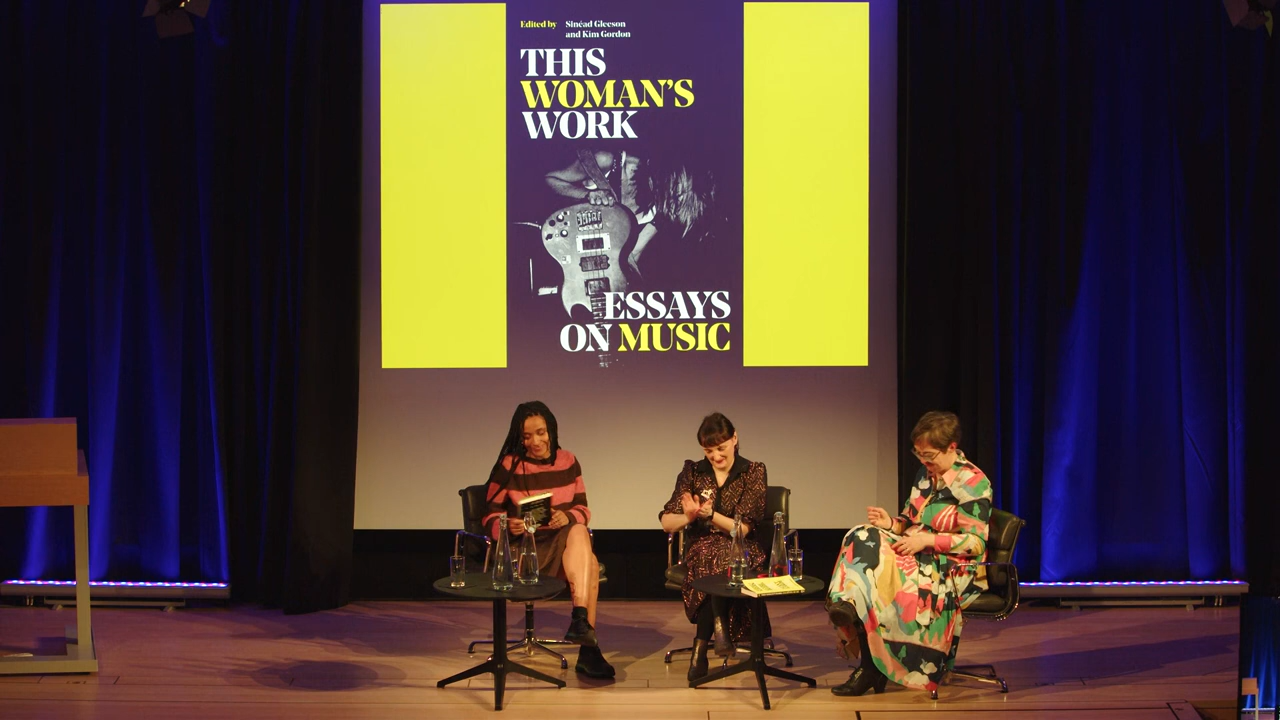 Edited by Sinéad Gleeson
and Kim Gordon
THIS
WOMAN'S
WORK
ESSAYS
ON MUSIC